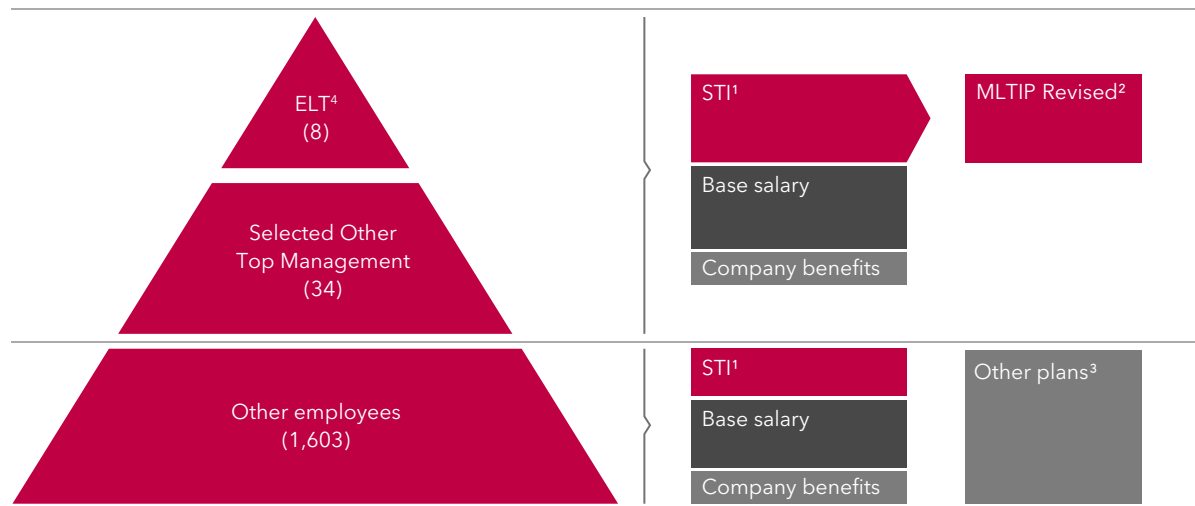 ELT⁴
(8)
Selected Other
Top Management
(34)
STI¹
MLTIP Revised²
Base salary
Company benefits
Other employees
(1,603)
STI¹
Other plans³
Base salary
Company benefits